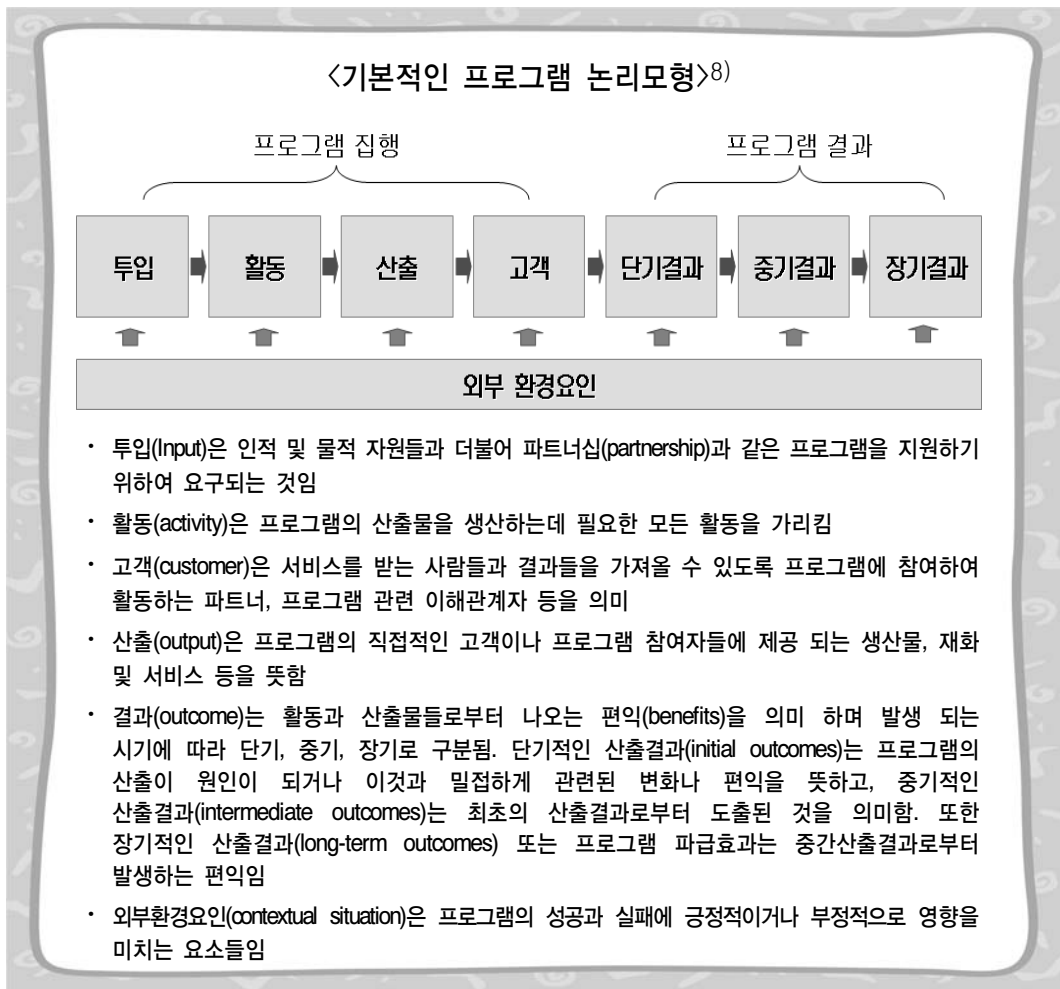 <기본적인 프로그램 논리모형>8)
프로그램 집행 프로그램 결과
투입 활동 산출 고객 단기결과 중기결과 장기결과
외부 환경요인
· 투입(Input)은 인적 및 물적 자원들과 더불어 파트너십(partnership)과 같은 프로그램을 지원하기
위하여 요구되는 것임
· 활동(activity)은 프로그램의 산출물을 생산하는데 필요한 모든 활동을 가리킴
· 고객(customer)은 서비스를 받는 사람들과 결과들을 가져올 수 있도록 프로그램에 참여하여
활동하는 파트너, 프로그램 관련 이해관계자 등을 의미
· 산출(output)은 프로그램의 직접적인 고객이나 프로그램 참여자들에 제공 되는 생산물, 재화
및 서비스 등을 뜻함
· 결과(outcome)는 활동과 산출물들로부터 나오는 편익(benefits)을 의미 하며 발생 되는
시기에 따라 단기, 중기, 장기로 구분됨. 단기적인 산출결과(initial outcomes)는 프로그램의
산출이 원인이 되거나 이것과 밀접하게 관련된 변화나 편익을 뜻하고, 중기적인
산출결과(intermediate outcomes)는 최초의 산출결과로부터 도출된 것을 의미함. 또한
장기적인 산출결과(long-term outcomes) 또는 프로그램 파급효과는 중간산출결과로부터
발생하는 편익임
· 외부환경요인(contextual situation)은 프로그램의 성공과 실패에 긍정적이거나 부정적으로 영향을
미치는 요소들임